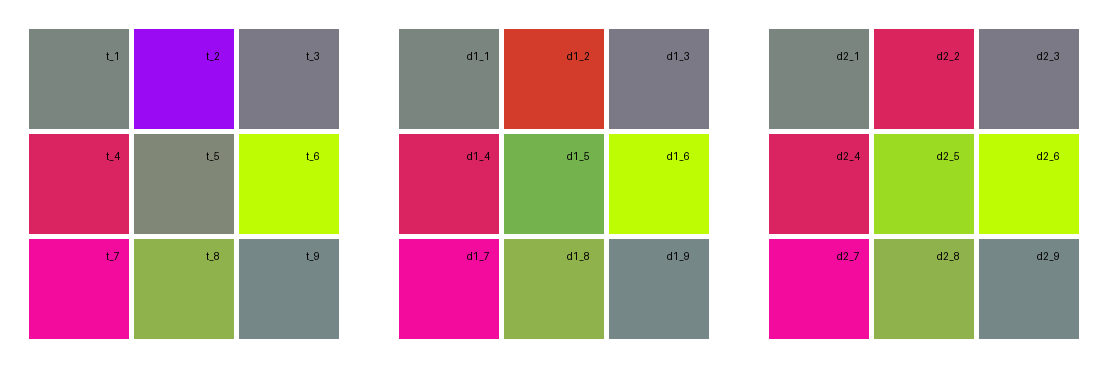 t_1 t_2 t_3 d1_1 d1_2 d1_3 d2_1 d2_2 d2_3
t_4 t_5 t_6 d1_4 d1_5 d1_6 d2_4 d2_5 d2_6
t_7 t_8 t_9 d1_7 d1_8 d1_9 d2_7 d2_8 d2_9